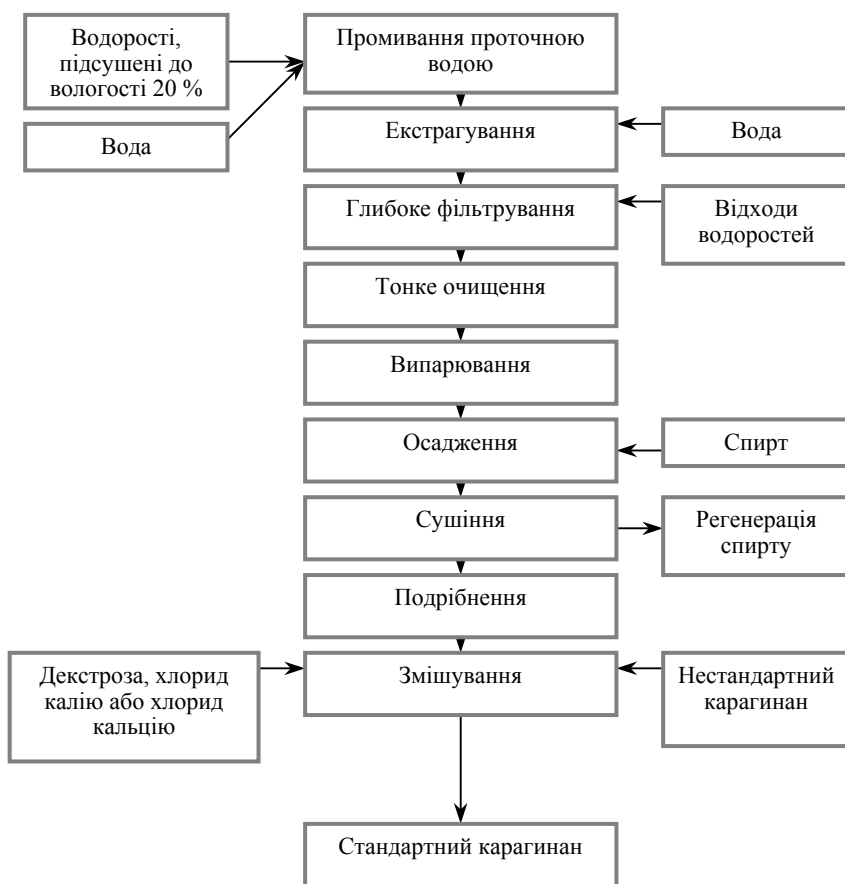 Водорості,
підсушені до
вологості 20 %
Промивання проточною
водою
Вода
Екстрагування
Вода
Глибоке фільтрування
Відходи
водоростей
Тонке очищення
Випарювання
Осадження
Спирт
Сушіння
Регенерація
спирту
Подрібнення
Декстроза, хлорид
калію або хлорид
кальцію
Змішування
Нестандартний
карагинан
Стандартний карагинан